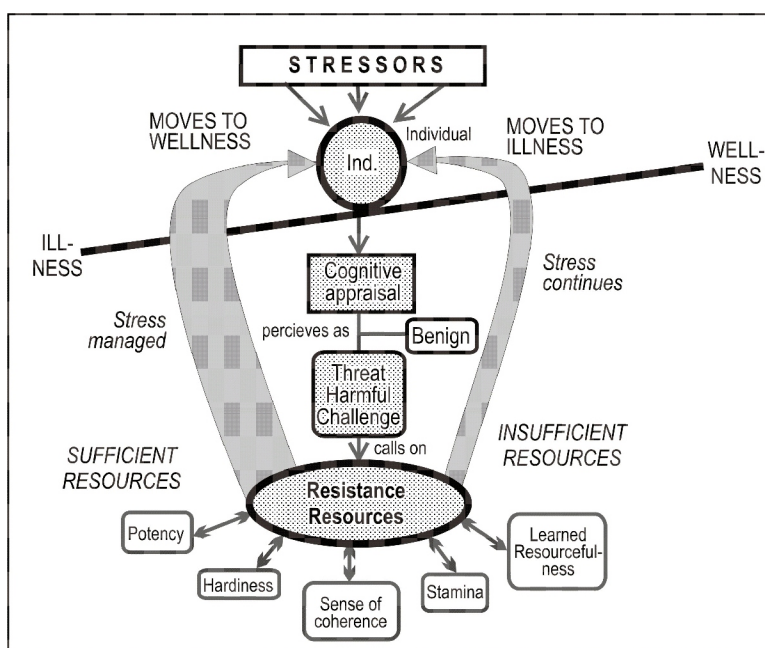 STRESSORS
MOVES TO
WELLNESS
Individual
MOVES TO
ILLNESS
Ind.
WELL-
NESS
ILL-
NESS
Cognitive
appraisal
Stress
continues
Stress
managed
percieves as
Benign
Threat
Harmful
Challenge
calls on
SUFFICIENT
RESOURCES
INSUFFICIENT
RESOURCES
Resistance
Resources
Potency
Hardiness
Sense of
coherence
Stamina
Learned
Resourceful-
ness